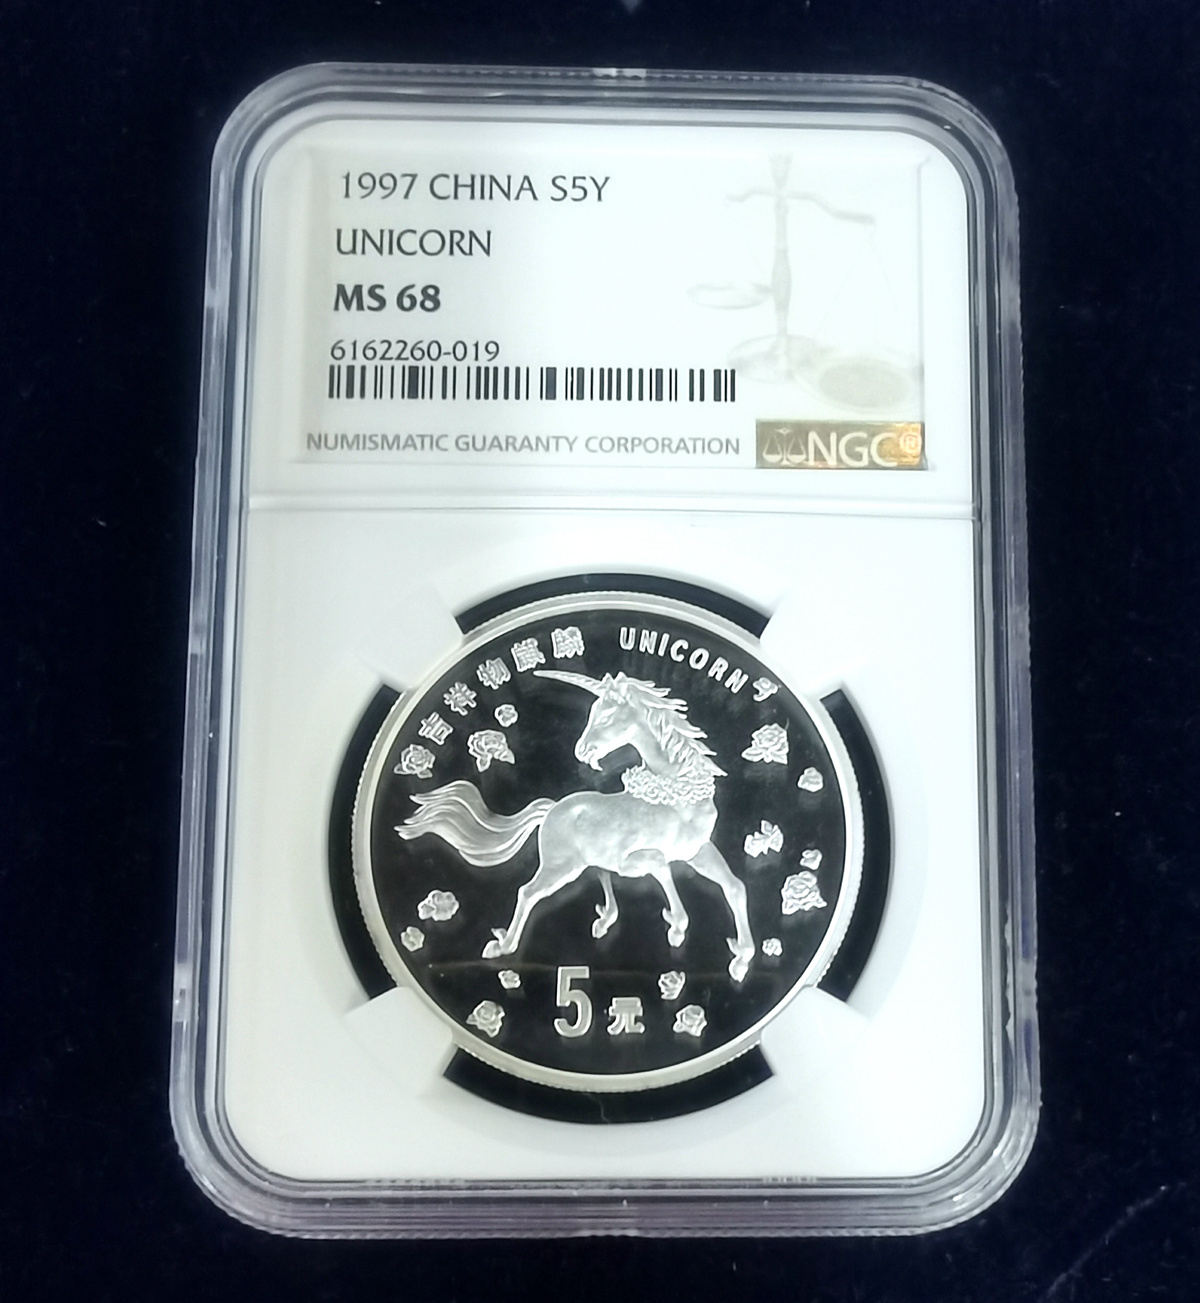 1997 CHINA S5Y
UNICORN
MS 68
6162260-019
NUMISMATIC GUARANTY CORPORATION
NGC®
吉祥物麒麟 UNICORN
5元